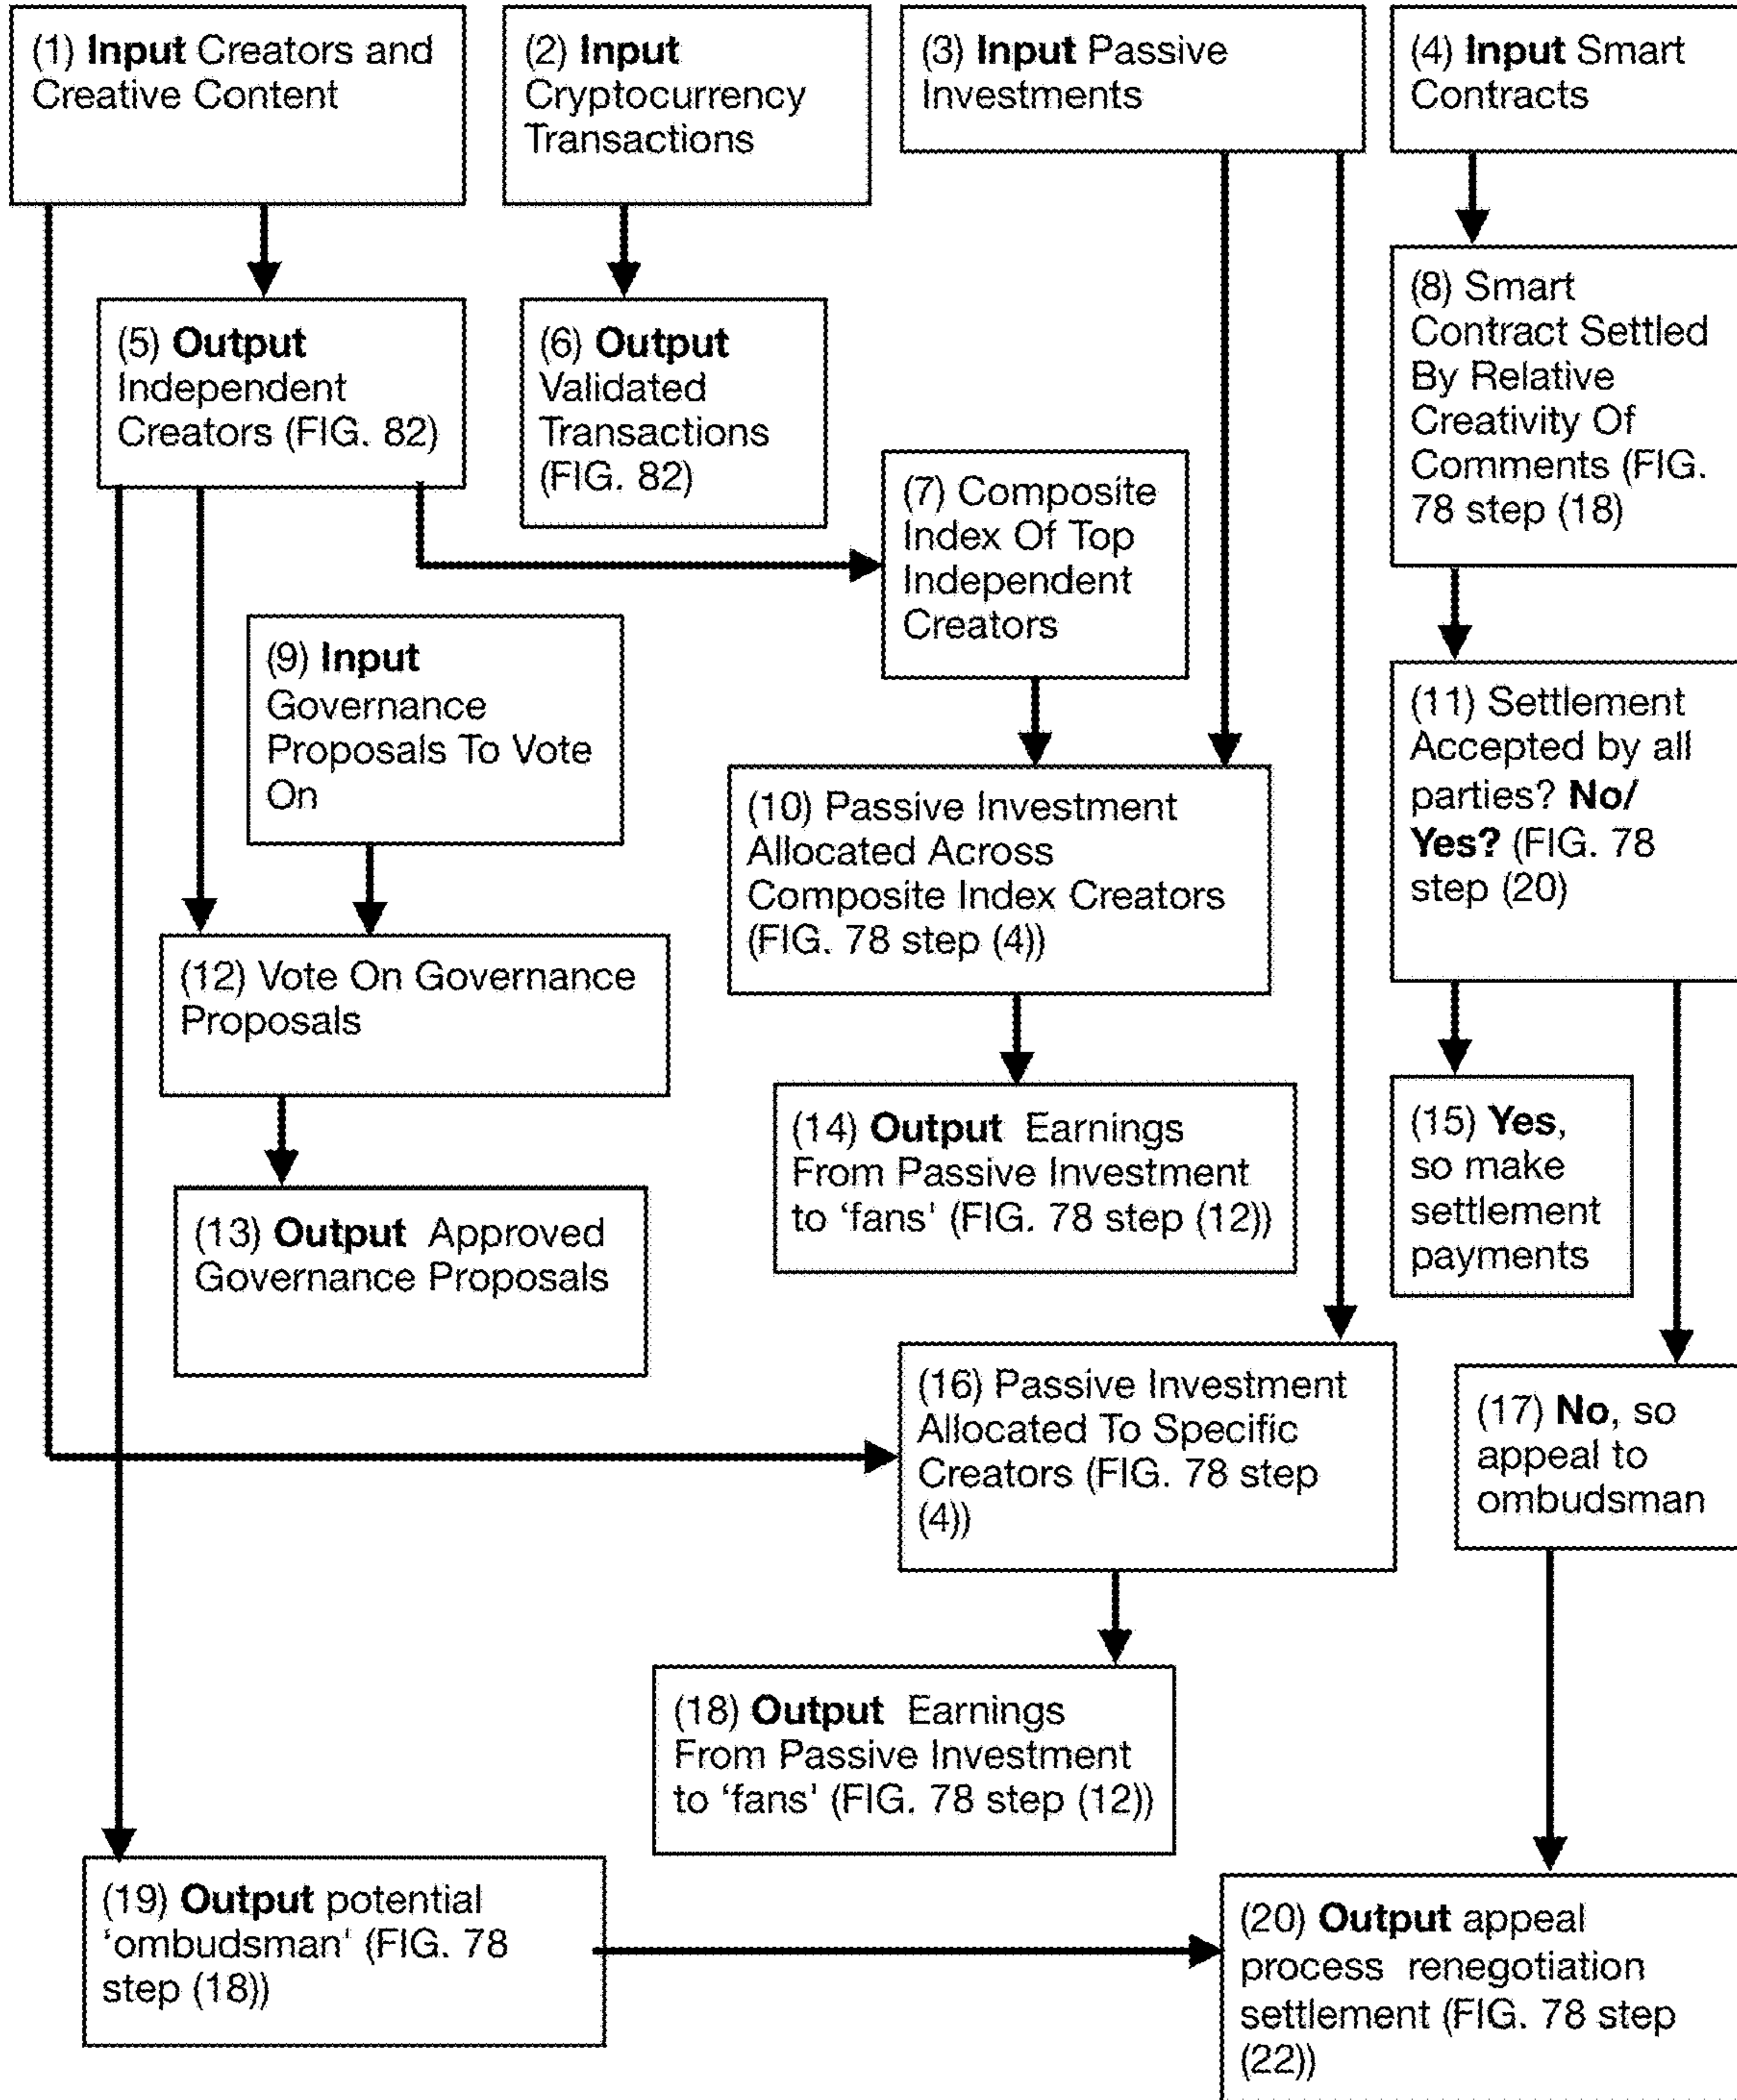 (1) Input Creators and
Creative Content
(2) Input
Cryptocurrency
Transactions
(3) Input Passive
Investments
(4) Input Smart
Contracts
(5) Output
Independent
Creators (FIG. 82)
(6) Output
Validated
Transactions
(FIG. 82)
(7) Composite
Index Of Top
Independent
Creators
(8) Smart
Contract Settled
By Relative
Creativity Of
Comments (FIG.
78 step (18)
(9) Input
Governance
Proposals To Vote
On
(10) Passive Investment
Allocated Across
Composite Index Creators
(FIG. 78 step (4))
(11) Settlement
Accepted by all
parties? No/
Yes? (FIG. 78
step (20)
(12) Vote On Governance
Proposals
(13) Output Approved
Governance Proposals
(14) Output Earnings
From Passive Investment
to ‘fans’ (FIG. 78 step (12))
(15) Yes,
so make
settlement
payments
(16) Passive Investment
Allocated To Specific
Creators (FIG. 78 step
(4))
(17) No, so
appeal to
ombudsman
(18) Output Earnings
From Passive Investment
to ‘fans’ (FIG. 78 step (12))
(19) Output potential
‘ombudsman’ (FIG. 78
step (18))
(20) Output appeal
process renegotiation
settlement (FIG. 78 step
(22))